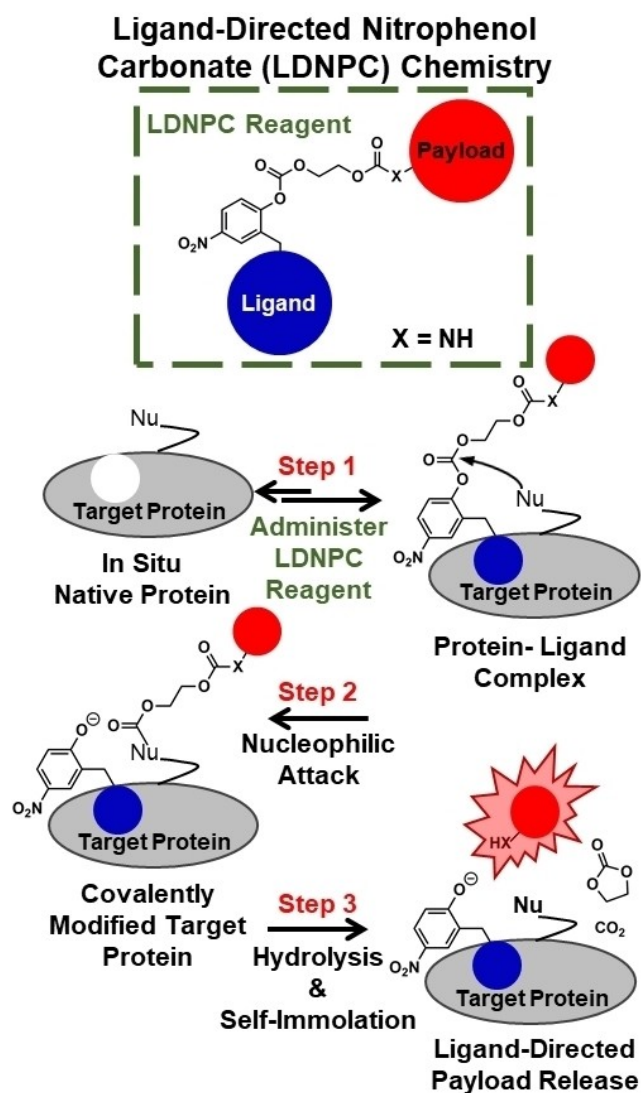 Ligand-Directed Nitrophenol
Carbonate (LDNPC) Chemistry
LDNPC Reagent
Payload
O
O
O
O
O
X
O₂N
Ligand
X = NH
Nu
Target Protein
In Situ
Native Protein
Step 1
Administer
LDNPC
Reagent
O
O
X
O
O
O
Nu
O₂N
Target Protein
Protein- Ligand
Complex
O
O
X
O
O
O⊖
Nu
O₂N
Target Protein
Covalently
Modified Target
Protein
Step 2
Nucleophilic
Attack
Step 3
Hydrolysis
&
Self-Immolation
HX
O
O
O
O⊖
Nu
CO₂
O₂N
Target Protein
Ligand-Directed
Payload Release